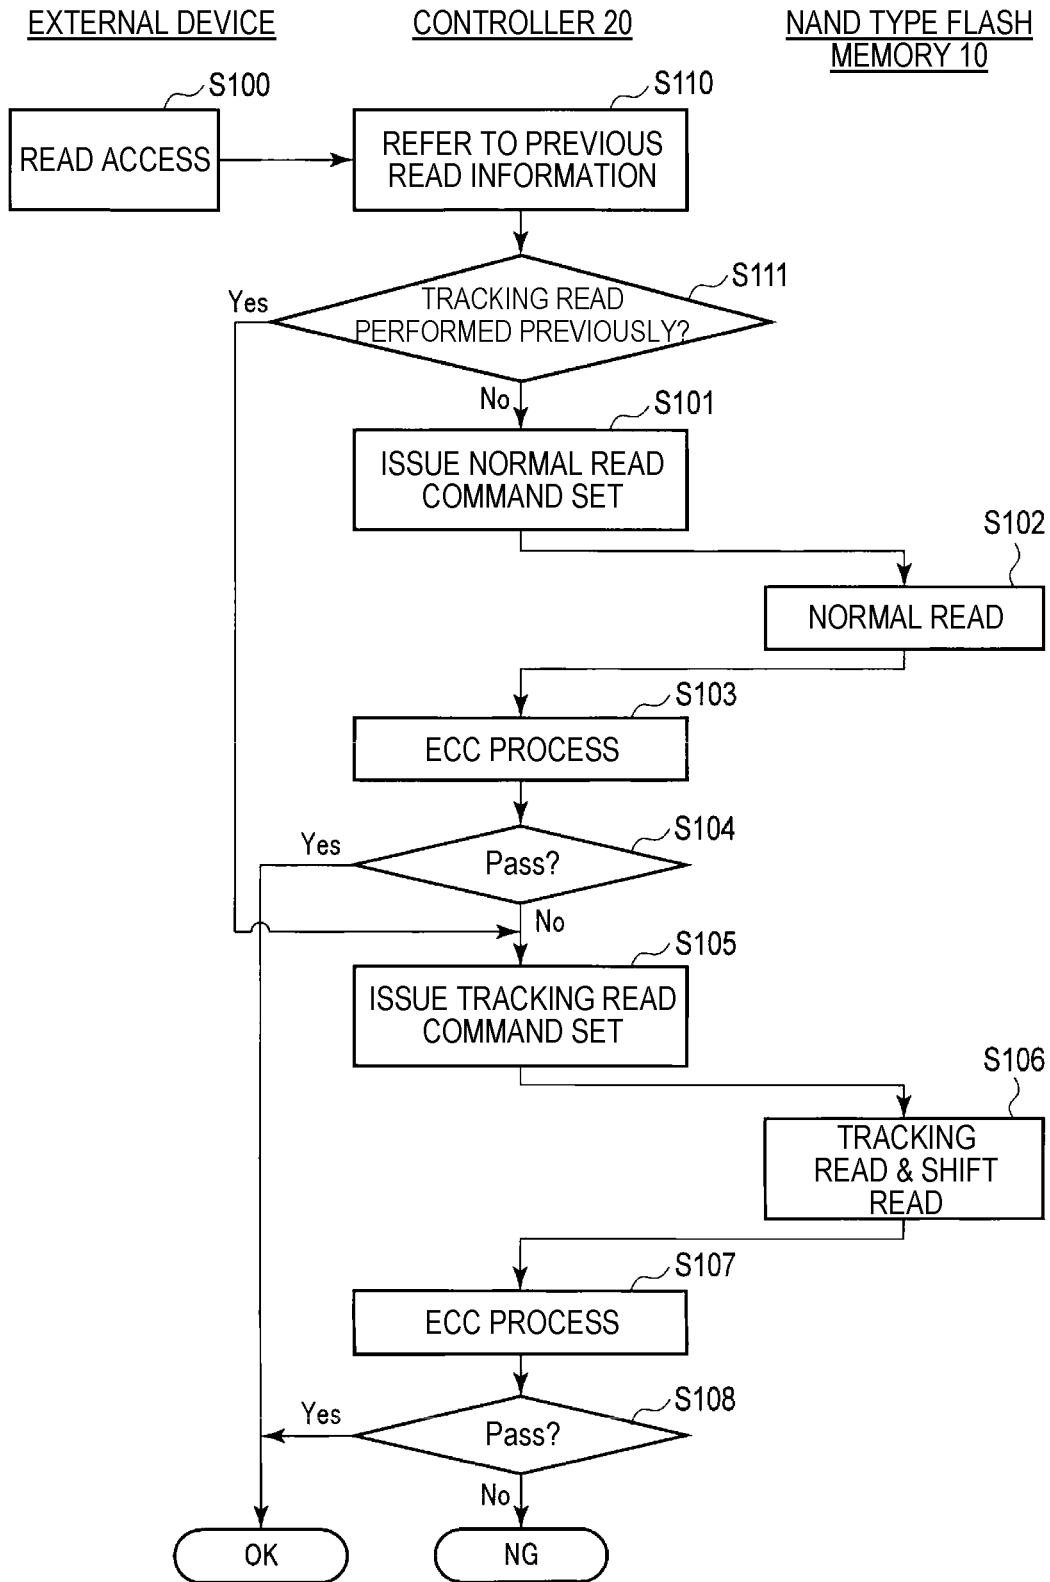 EXTERNAL DEVICE
CONTROLLER 20
NAND TYPE FLASH
MEMORY 10
S100
READ ACCESS
S110
REFER TO PREVIOUS
READ INFORMATION
S111
TRACKING READ
PERFORMED PREVIOUSLY?
Yes
No
S101
ISSUE NORMAL READ
COMMAND SET
S102
NORMAL READ
S103
ECC PROCESS
S104
Pass?
Yes
No
S105
ISSUE TRACKING READ
COMMAND SET
S106
TRACKING
READ & SHIFT
READ
S107
ECC PROCESS
S108
Pass?
Yes
No
OK
NG